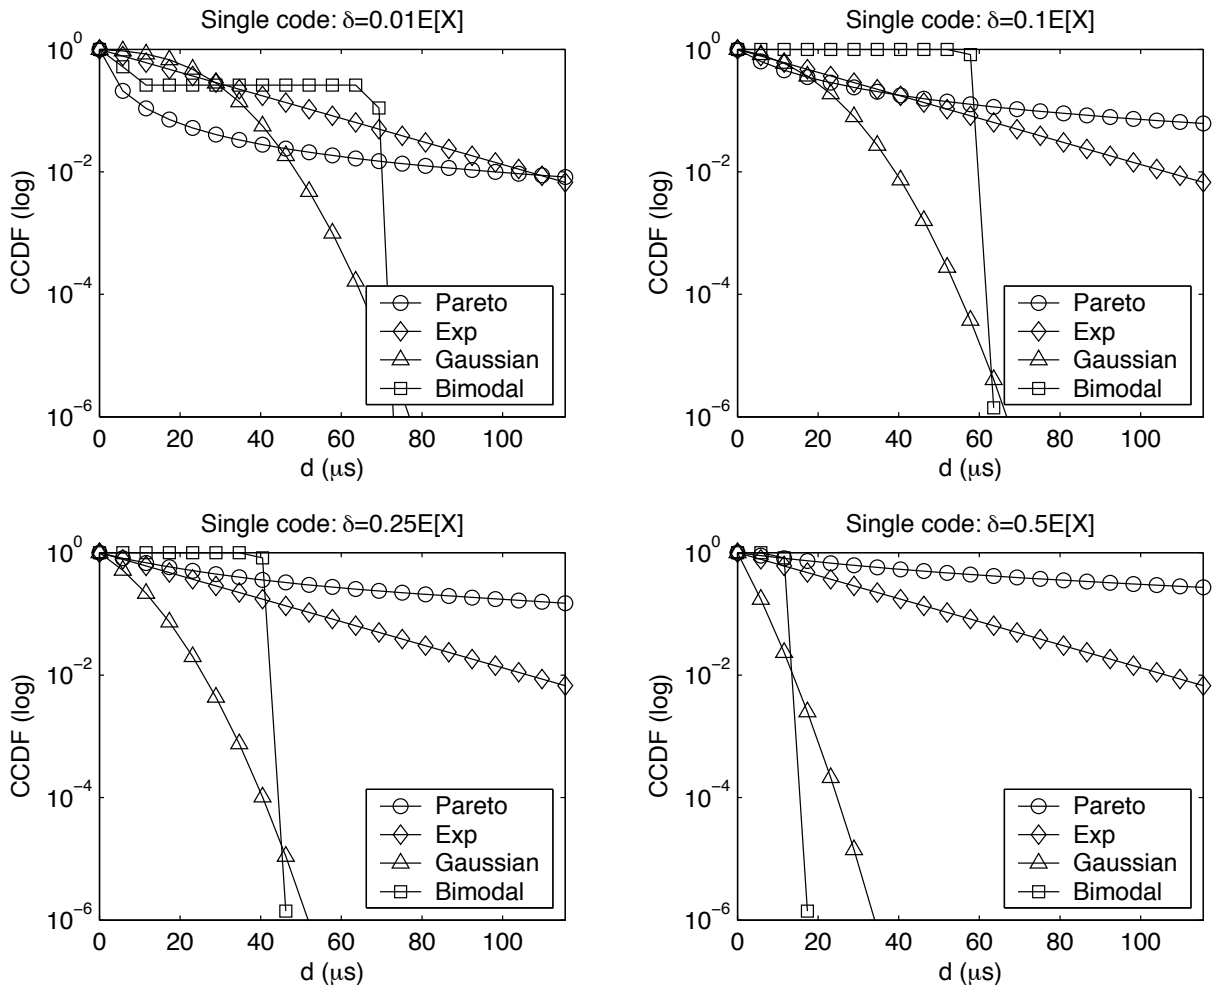 Single code: δ=0.01E[X]
CCDF (log)
10^0
10^−2
10^−4
10^−6
Pareto
Exp
Gaussian
Bimodal
0 20 40 60 80 100
d (μs)
Single code: δ=0.1E[X]
CCDF (log)
10^0
10^−2
10^−4
10^−6
Pareto
Exp
Gaussian
Bimodal
0 20 40 60 80 100
d (μs)
Single code: δ=0.25E[X]
CCDF (log)
10^0
10^−2
10^−4
10^−6
Pareto
Exp
Gaussian
Bimodal
0 20 40 60 80 100
d (μs)
Single code: δ=0.5E[X]
CCDF (log)
10^0
10^−2
10^−4
10^−6
Pareto
Exp
Gaussian
Bimodal
0 20 40 60 80 100
d (μs)